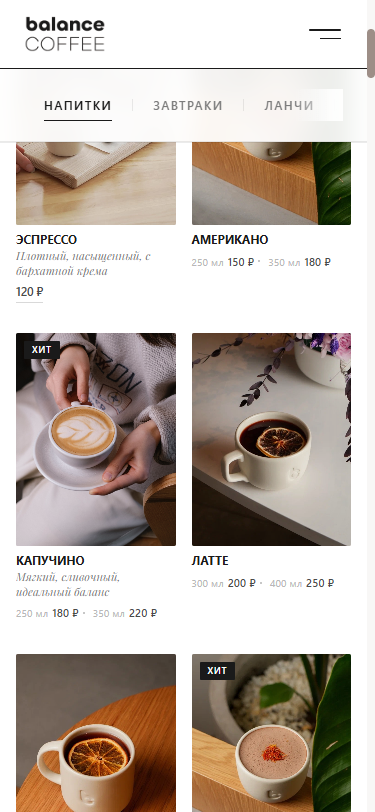 balance
COFFEE
НАПИТКИ
ЗАВТРАКИ
ЛАНЧИ
ЭСПРЕССО
Плотный, насыщенный, с
бархатной крема
120 ₽
АМЕРИКАНО
250 мл 150 ₽ · 350 мл 180 ₽
ХИТ
КАПУЧИНО
Мягкий, сливочный,
идеальный баланс
250 мл 180 ₽ · 350 мл 220 ₽
ЛАТТЕ
300 мл 200 ₽ · 400 мл 250 ₽
ХИТ